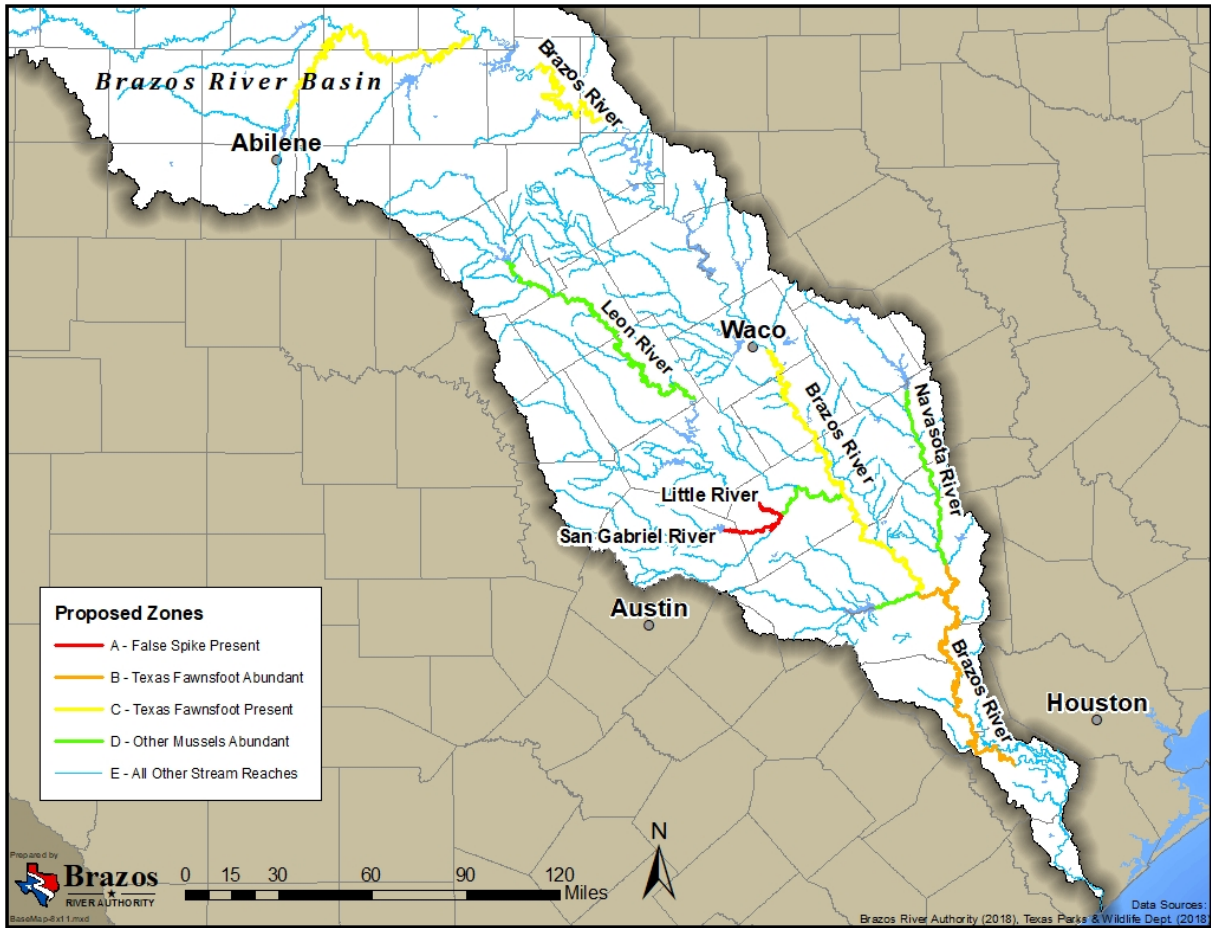 Brazos River Basin
Brazos River
Abilene
Leon River
Waco
Brazos River
Navasota River
Little River
San Gabriel River
Austin
Brazos River
Houston
Proposed Zones
A - False Spike Present
B - Texas Fawnsfoot Abundant
C - Texas Fawnsfoot Present
D - Other Mussels Abundant
E - All Other Stream Reaches
N
Prepared by
Brazos
RIVER AUTHORITY
BaseMap-8x11.mxd
0 15 30 60 90 120
Miles
Data Sources:
Brazos River Authority (2018), Texas Parks & Wildlife Dept. (2018)